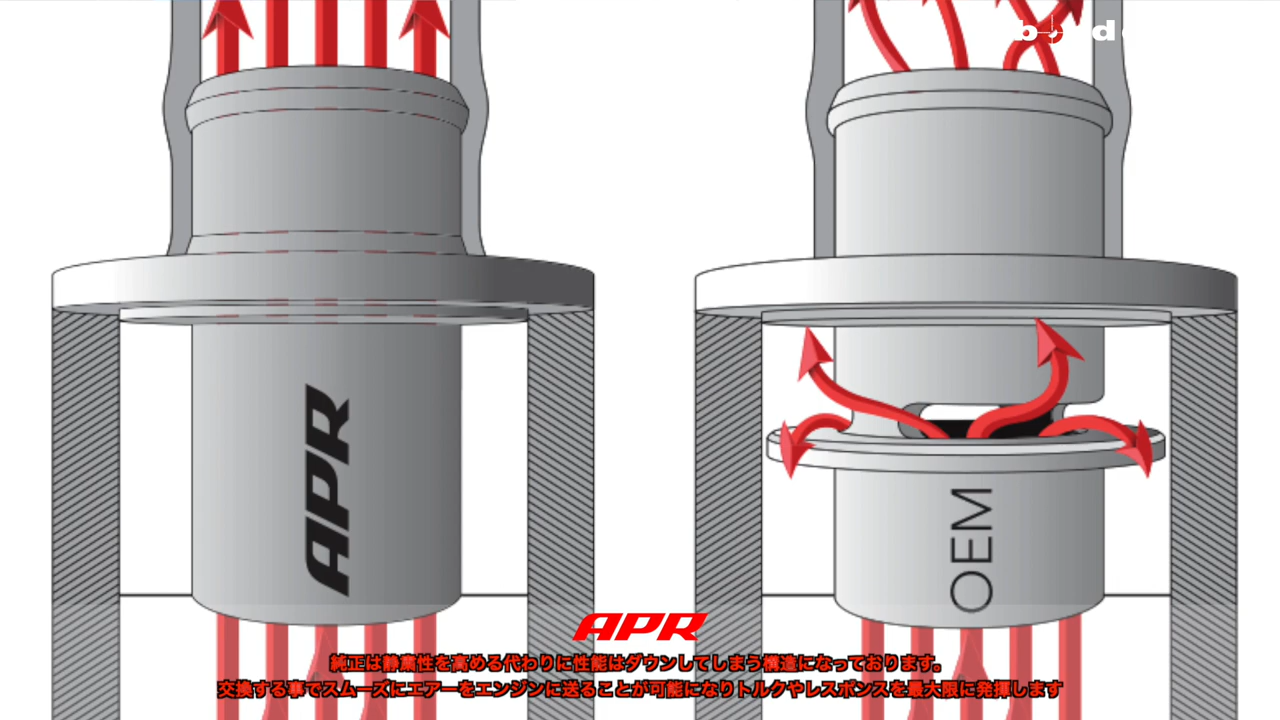 APR
OEM
APR
純正は静粛性を高める代わりに性能はダウンしてしまう構造になっております。
交換する事でスムーズにエアーをエンジンに送ることが可能になりトルクやレスポンスを最大限に発揮します